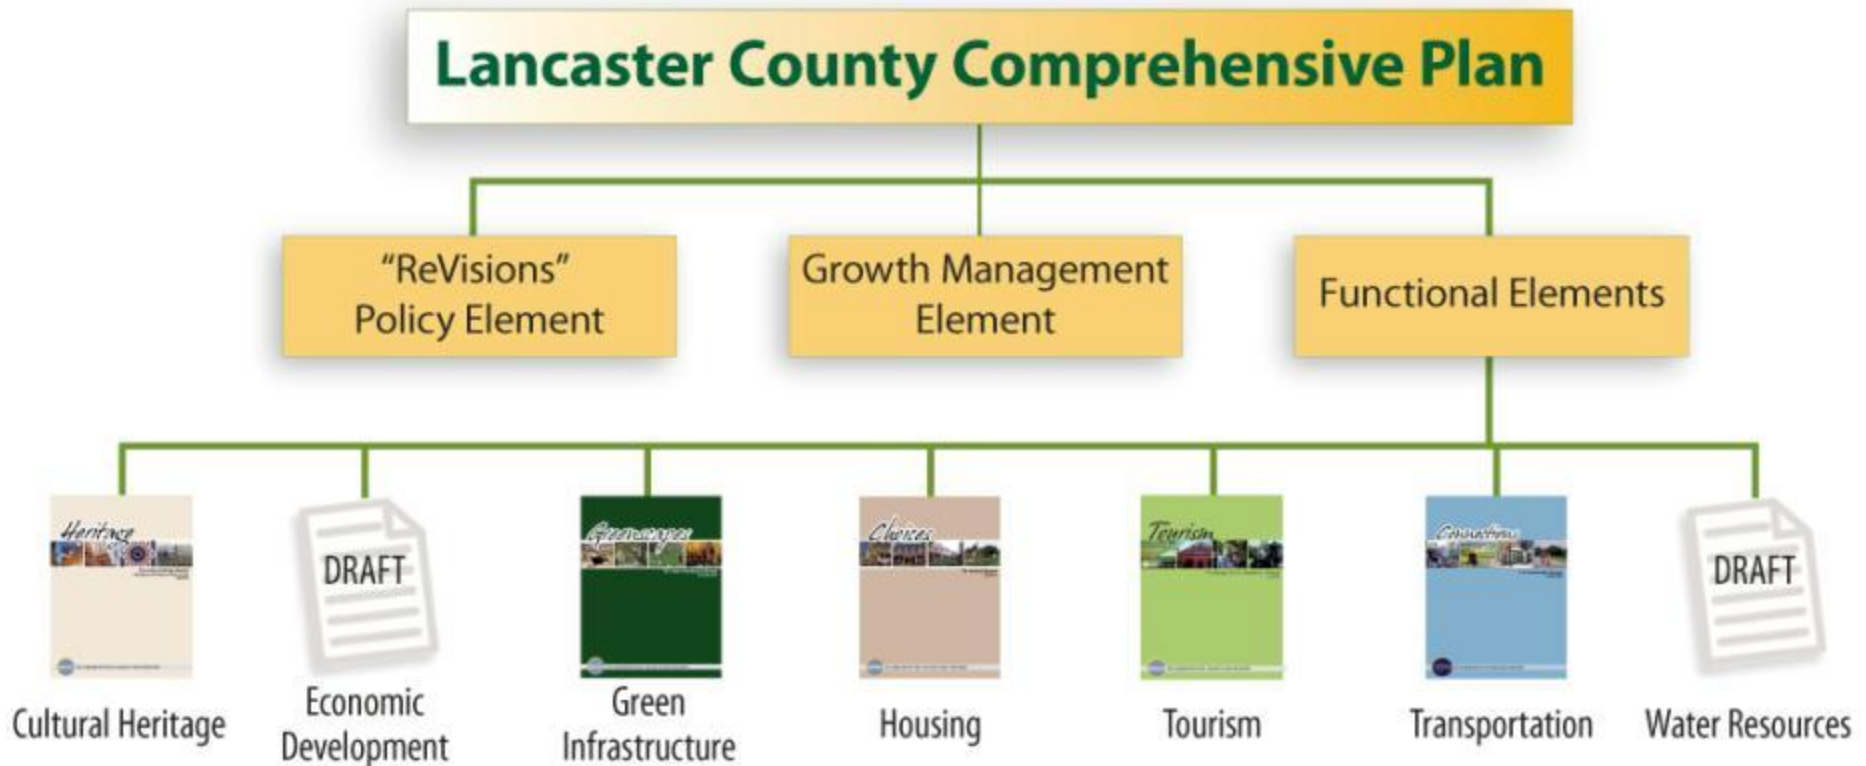 Lancaster County Comprehensive Plan
“ReVisions”
Policy Element
Growth Management
Element
Functional Elements
Heritage
DRAFT
Greenscapes
Choices
Tourism
Connections
DRAFT
Cultural Heritage
Economic
Development
Green
Infrastructure
Housing
Tourism
Transportation
Water Resources